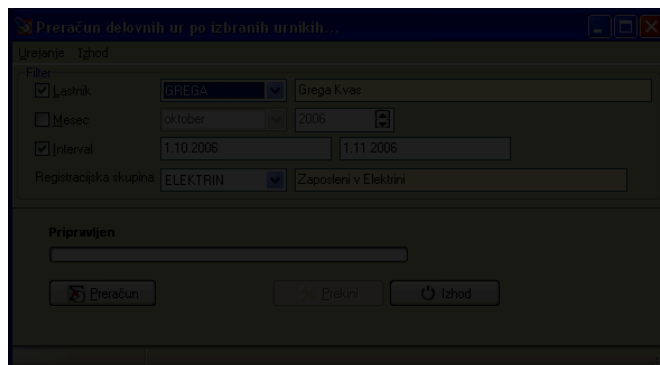 Preračun delovnih ur po izbranih urnikih...
Urejanje Izhod
Filter
Lastnik GREGA Grega Kvas
Mesec oktober 2006
Interval 1.10.2006 1.11.2006
Registracijska skupina ELEKTRIN Zaposleni v Elektrini
Pripravljen
Preračun Prekini Izhod